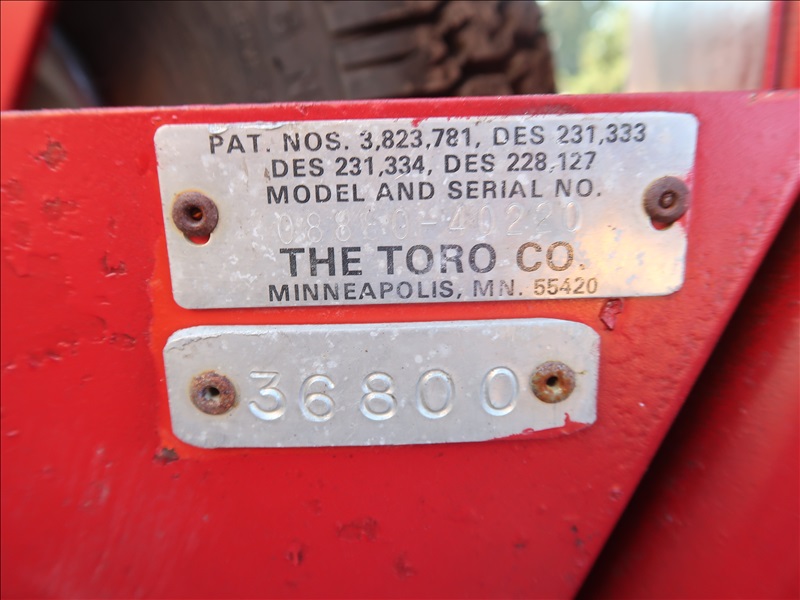 PAT. NOS. 3,823,781, DES 231,333
DES 231,334, DES 228,127
MODEL AND SERIAL NO.
THE TORO CO.
MINNEAPOLIS, MN. 55420
36800